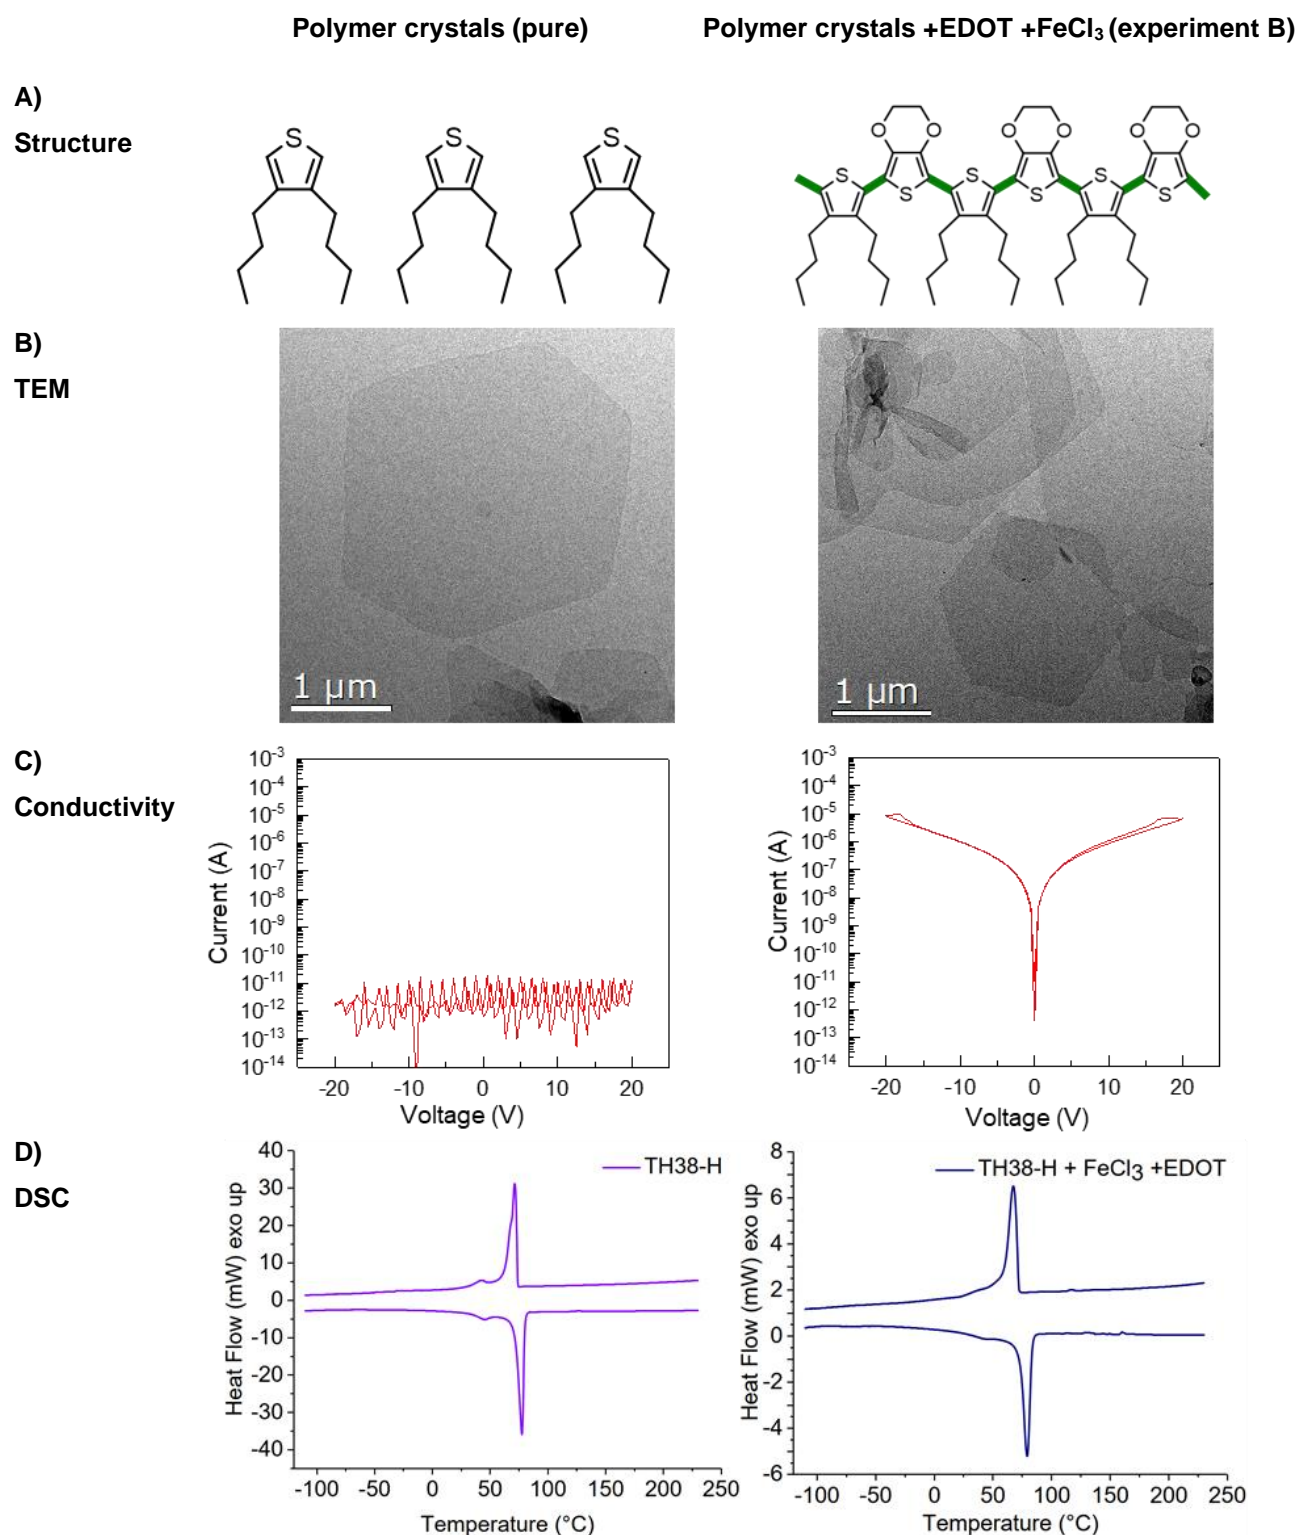 Polymer crystals (pure)
Polymer crystals +EDOT +FeCl₃ (experiment B)
A)
Structure
S S S
O O O O O O
S S S S S S
B)
TEM
1 µm
1 µm
C)
Conductivity
10⁻³
10⁻⁴
10⁻⁵
10⁻⁶
10⁻⁷
10⁻⁸
10⁻⁹
10⁻¹⁰
10⁻¹¹
10⁻¹²
10⁻¹³
10⁻¹⁴
Current (A)
-20 -10 0 10 20
Voltage (V)
10⁻³
10⁻⁴
10⁻⁵
10⁻⁶
10⁻⁷
10⁻⁸
10⁻⁹
10⁻¹⁰
10⁻¹¹
10⁻¹²
10⁻¹³
10⁻¹⁴
Current (A)
-20 -10 0 10 20
Voltage (V)
D)
DSC
TH38-H
40
30
20
10
0
-10
-20
-30
-40
Heat Flow (mW) exo up
-100 -50 0 50 100 150 200 250
Temperature (°C)
TH38-H + FeCl₃ +EDOT
8
6
4
2
0
-2
-4
-6
Heat Flow (mW) exo up
-100 -50 0 50 100 150 200 250
Temperature (°C)